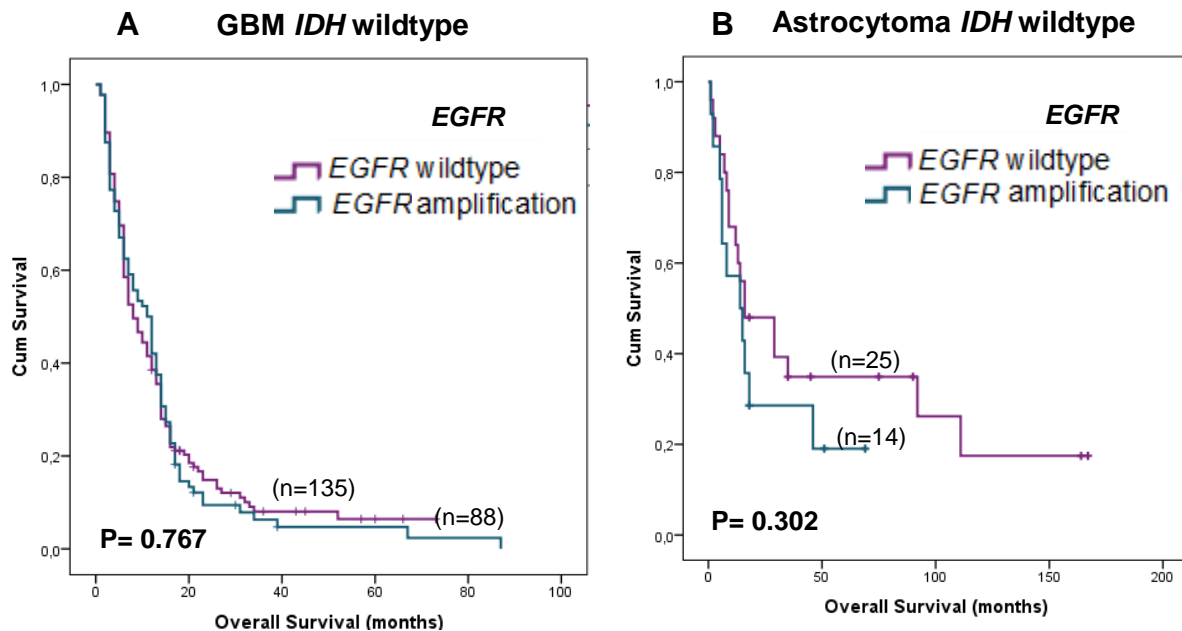 A GBM IDH wildtype
EGFR
EGFR wildtype
EGFR amplification
Cum Survival
1,0
0,8
0,6
0,4
0,2
0,0
(n=135)
(n=88)
P= 0.767
0 20 40 60 80 100
Overall Survival (months)
B Astrocytoma IDH wildtype
EGFR
EGFR wildtype
EGFR amplification
Cum Survival
1,0
0,8
0,6
0,4
0,2
0,0
(n=25)
(n=14)
P= 0.302
0 50 100 150 200
Overall Survival (months)